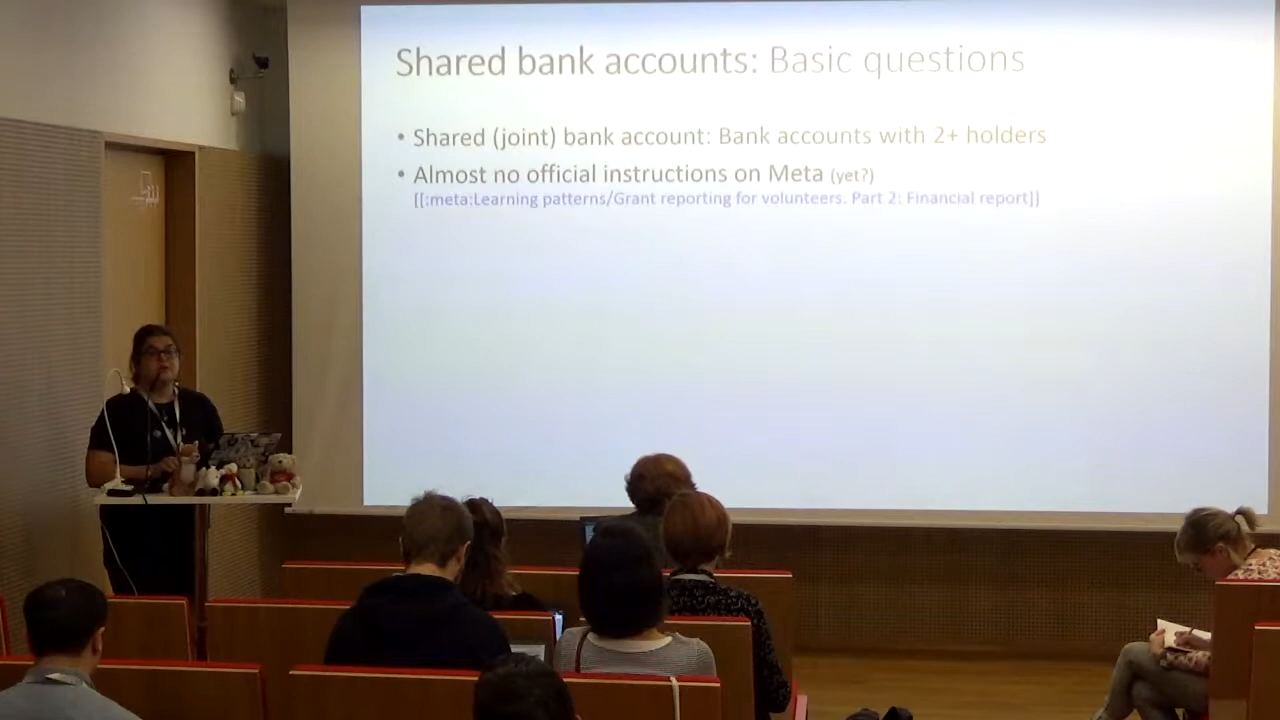 Shared bank accounts: Basic questions
• Shared (joint) bank account: Bank accounts with 2+ holders
• Almost no official instructions on Meta (yet?)
[[:meta:Learning patterns/Grant reporting for volunteers. Part 2: Financial report]]